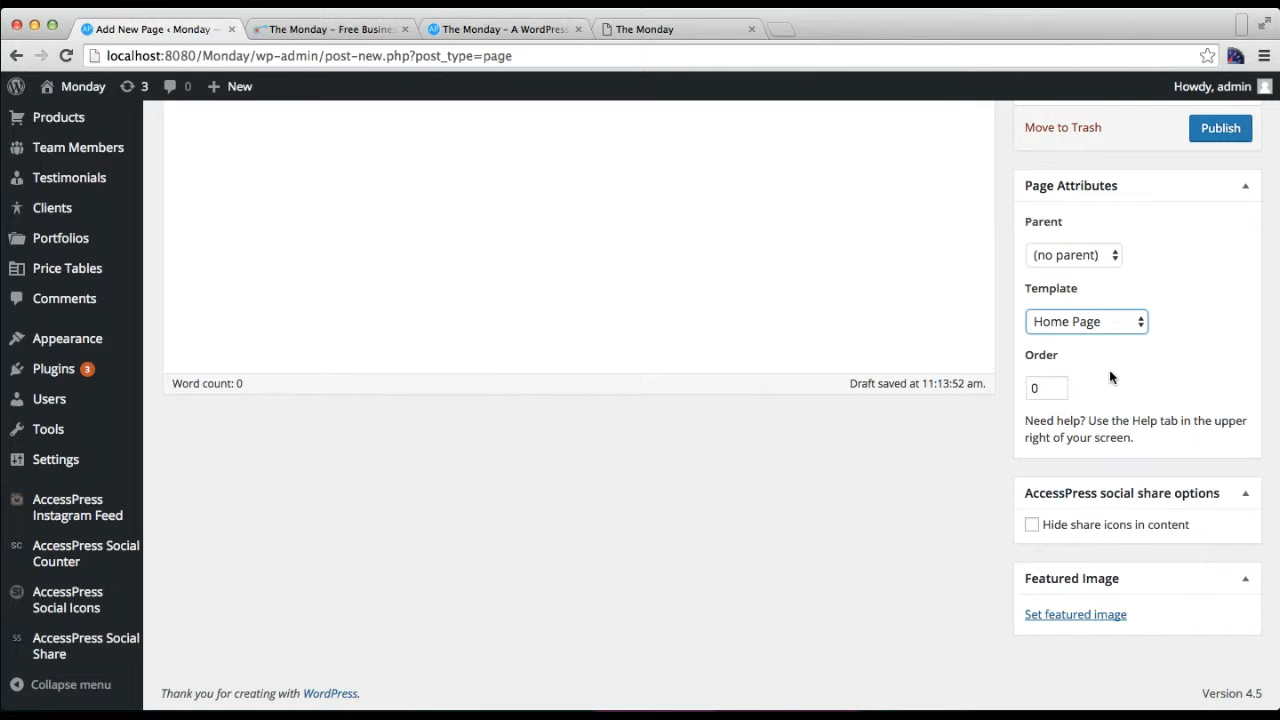 Add New Page ‹ Monday —
The Monday – Free Busine
The Monday – A WordPress
The Monday
localhost:8080/Monday/wp-admin/post-new.php?post_type=page
Monday
3
0
New
Howdy, admin
Products
Team Members
Testimonials
Clients
Portfolios
Price Tables
Comments
Appearance
Plugins 3
Users
Tools
Settings
AccessPress
Instagram Feed
SC AccessPress Social
Counter
AccessPress
Social Icons
SS AccessPress Social
Share
Collapse menu
Word count: 0
Draft saved at 11:13:52 am.
Move to Trash
Publish
Page Attributes
Parent
(no parent)
Template
Home Page
Order
0
Need help? Use the Help tab in the upper
right of your screen.
AccessPress social share options
Hide share icons in content
Featured Image
Set featured image
Thank you for creating with WordPress.
Version 4.5